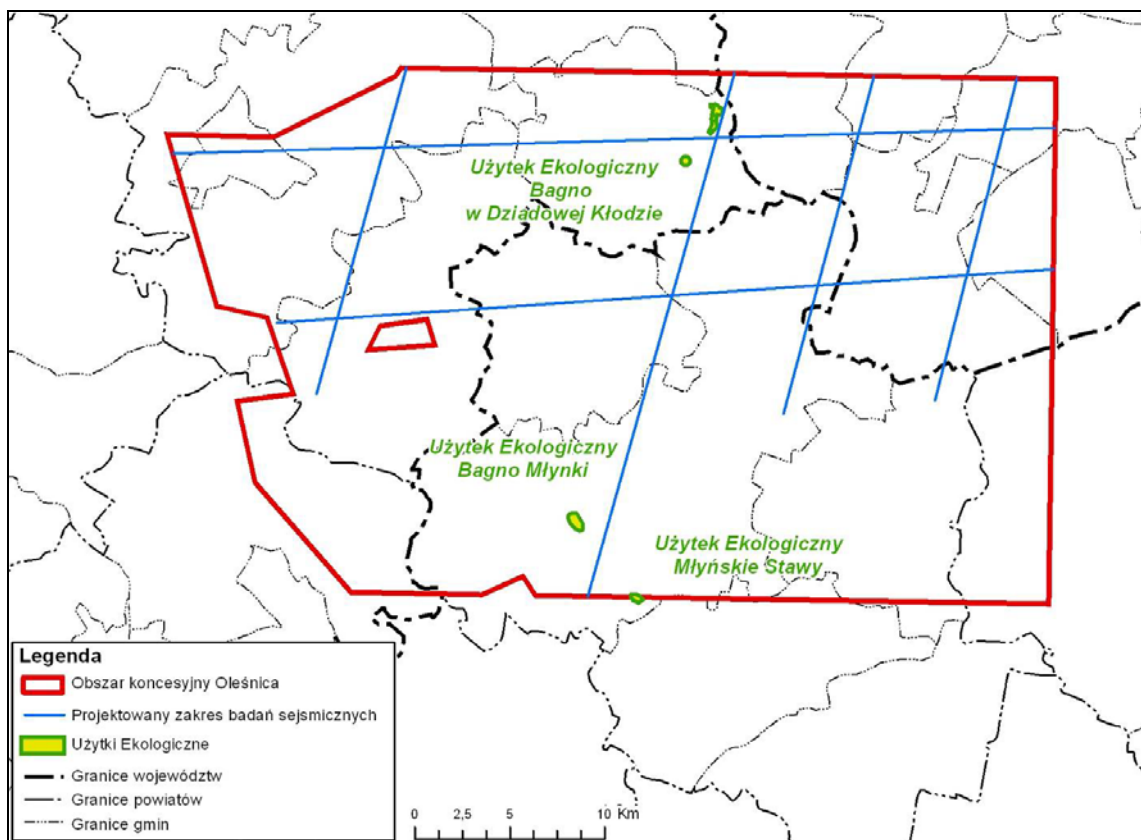 Użytek Ekologiczny
Bagno
w Dziadowej Kłodzie
Użytek Ekologiczny
Bagno Młynki
Użytek Ekologiczny
Młyńskie Stawy
Legenda
Obszar koncesyjny Oleśnica
Projektowany zakres badań sejsmicznych
Użytki Ekologiczne
Granice województw
Granice powiatów
Granice gmin
0 2,5 5 10 Km